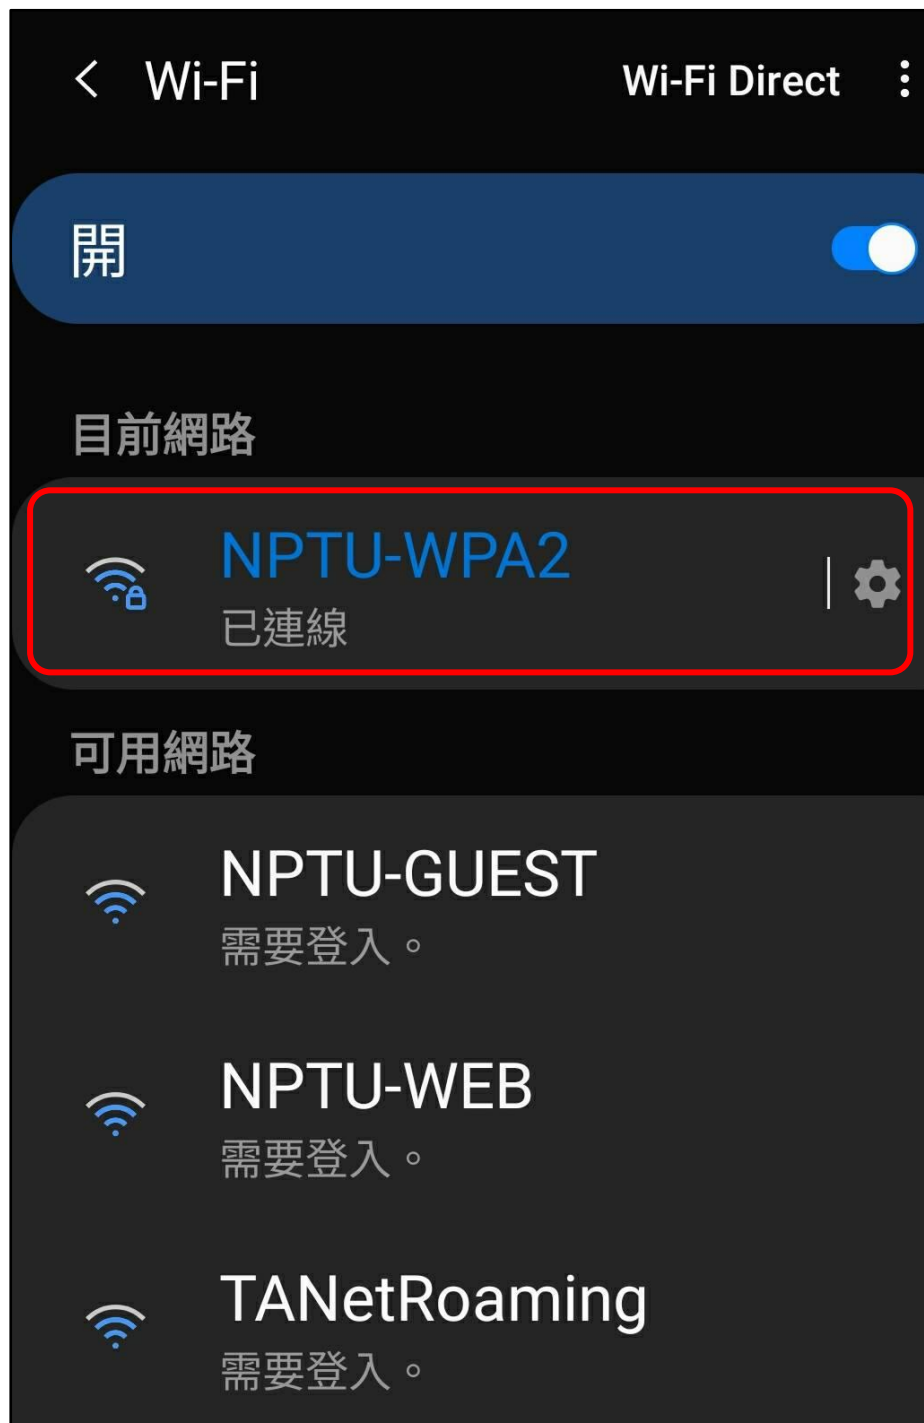 Wi-Fi
Wi-Fi Direct
開
目前網路
NPTU-WPA2
已連線
可用網路
NPTU-GUEST
需要登入。
NPTU-WEB
需要登入。
TANetRoaming
需要登入。